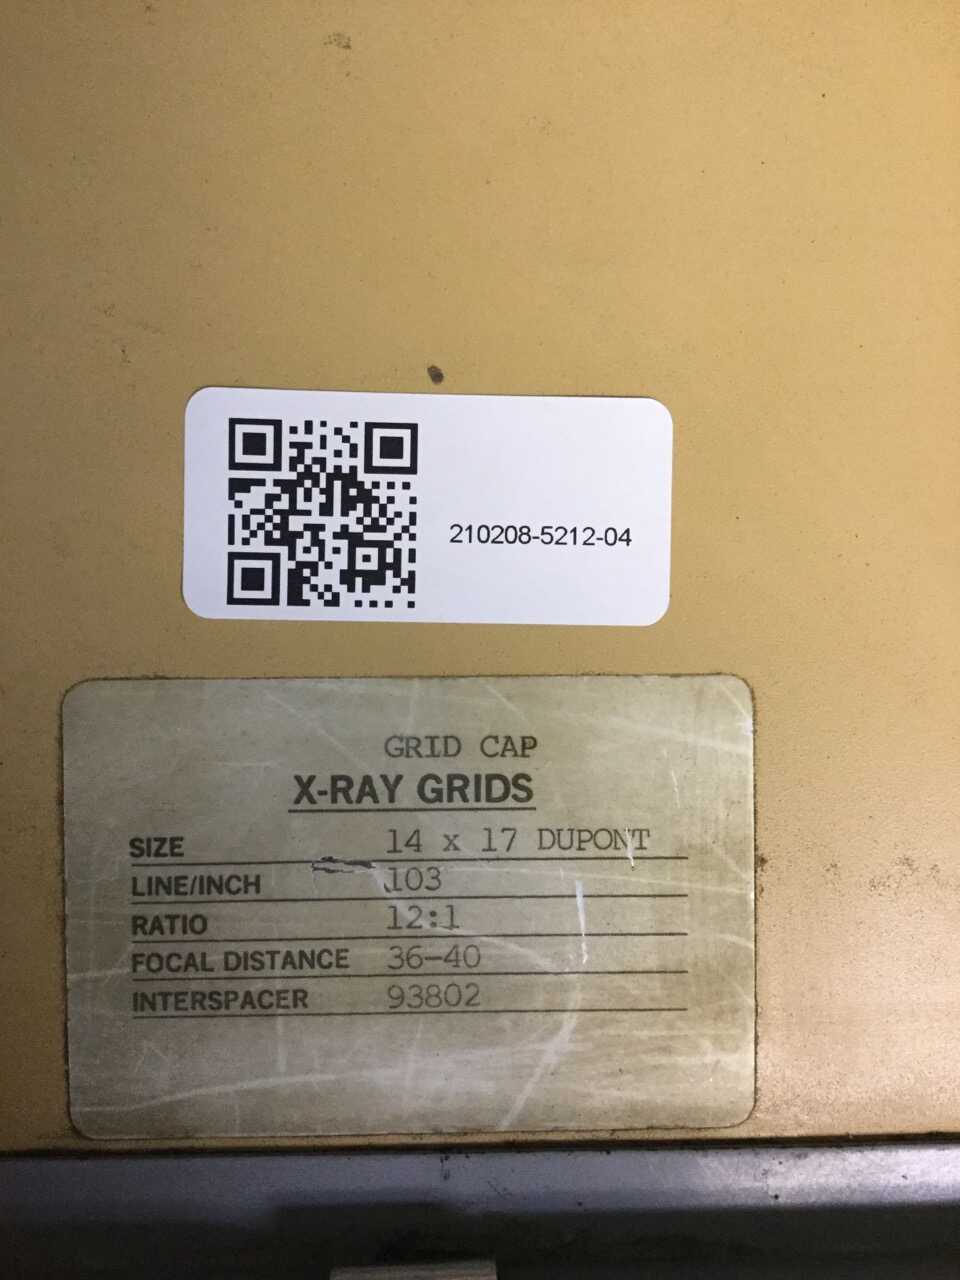 210208-5212-04
GRID CAP
X-RAY GRIDS
SIZE 14 x 17 DUPONT
LINE/INCH 103
RATIO 12:1
FOCAL DISTANCE 36-40
INTERSPACER 93802